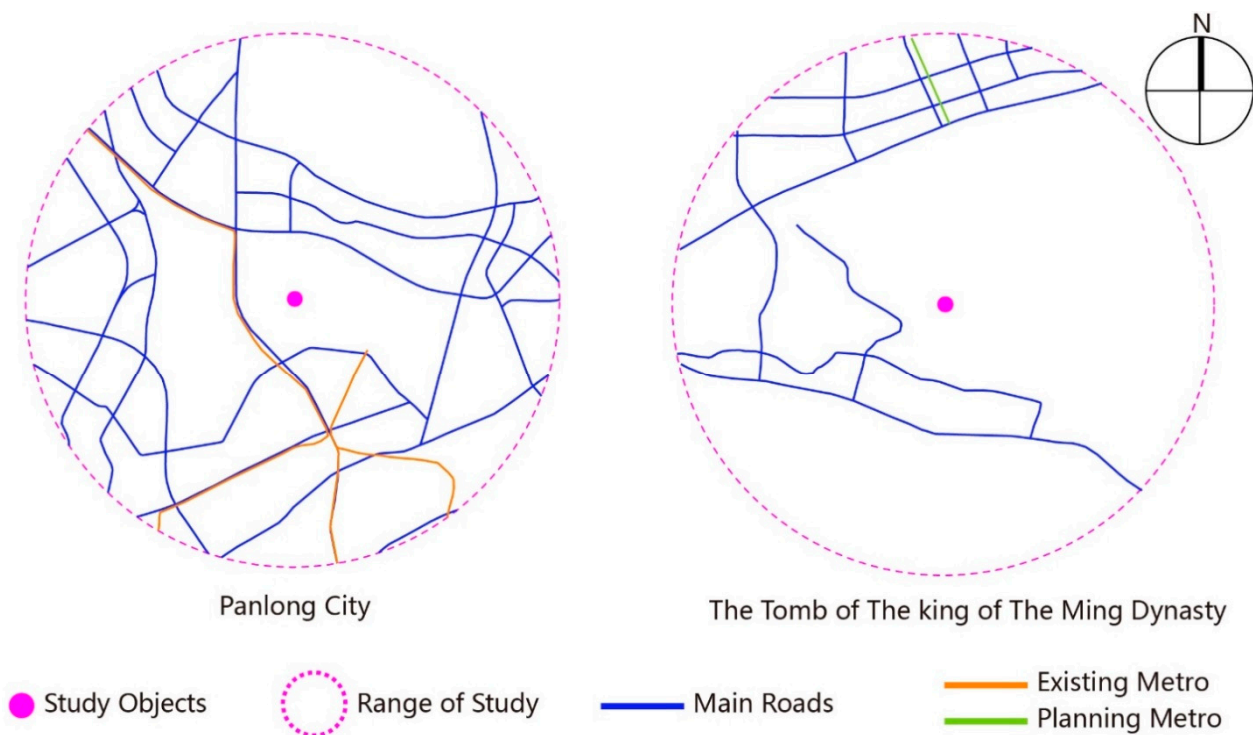 N
Panlong City
The Tomb of The king of The Ming Dynasty
Study Objects
Range of Study
Main Roads
Existing Metro
Planning Metro